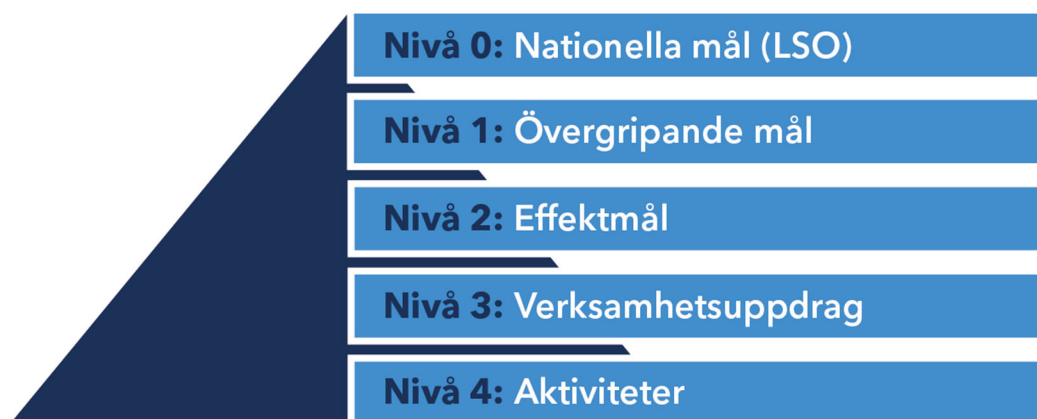 Nivå 0: Nationella mål (LSO)
Nivå 1: Övergripande mål
Nivå 2: Effektmål
Nivå 3: Verksamhetsuppdrag
Nivå 4: Aktiviteter